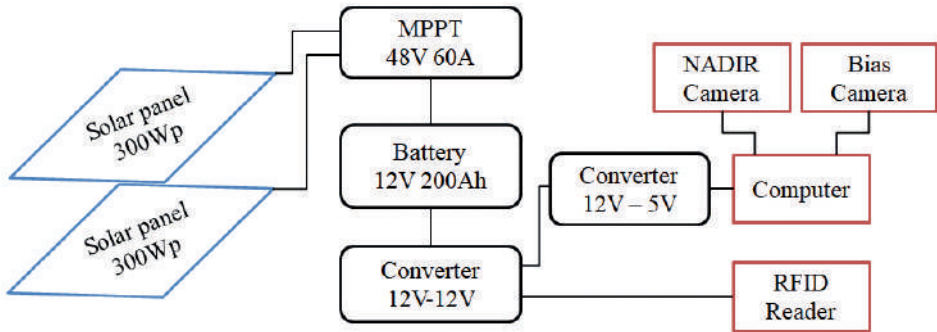 MPPT
48V 60A
Solar panel
300Wp
Solar panel
300Wp
Battery
12V 200Ah
Converter
12V-12V
Converter
12V – 5V
NADIR
Camera
Bias
Camera
Computer
RFID
Reader